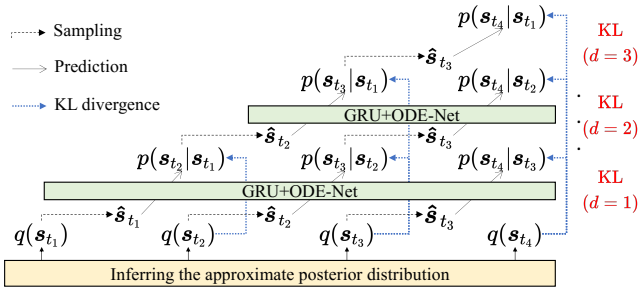 Sampling
Prediction
KL divergence
p(s_{t_4}|s_{t_1})
KL
(d = 3)
ŝ_{t_3}
p(s_{t_3}|s_{t_1})
p(s_{t_4}|s_{t_2})
KL
(d = 2)
GRU+ODE-Net
ŝ_{t_2}
ŝ_{t_3}
p(s_{t_2}|s_{t_1})
p(s_{t_3}|s_{t_2})
p(s_{t_4}|s_{t_3})
KL
(d = 1)
GRU+ODE-Net
ŝ_{t_1}
ŝ_{t_2}
ŝ_{t_3}
q(s_{t_1})
q(s_{t_2})
q(s_{t_3})
q(s_{t_4})
Inferring the approximate posterior distribution